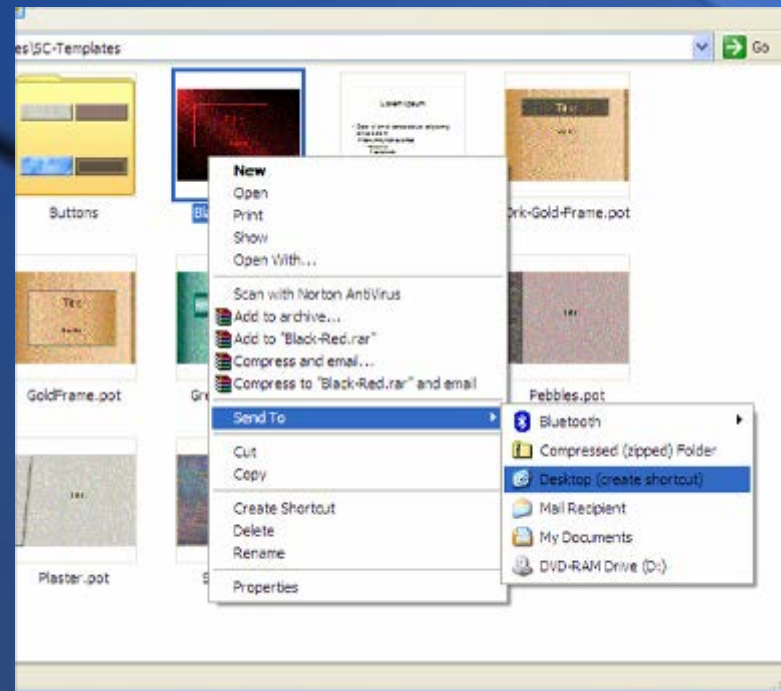 es\SC-Templates
Go
Lorem Ipsum
Title
Buttons
New
Open
Print
Show
Open With...
Scan with Norton AntiVirus
Add to archive...
Add to "Black-Red.rar"
Compress and email...
Compress to "Black-Red.rar" and email
Send To
Cut
Copy
Create Shortcut
Delete
Rename
Properties
rk-Gold-Frame.pot
Title
GoldFrame.pot
Gre
Pebbles.pot
Bluetooth
Compressed (zipped) Folder
Desktop (create shortcut)
Mail Recipient
My Documents
DVD-RAM Drive (D:)
Plaster.pot
S